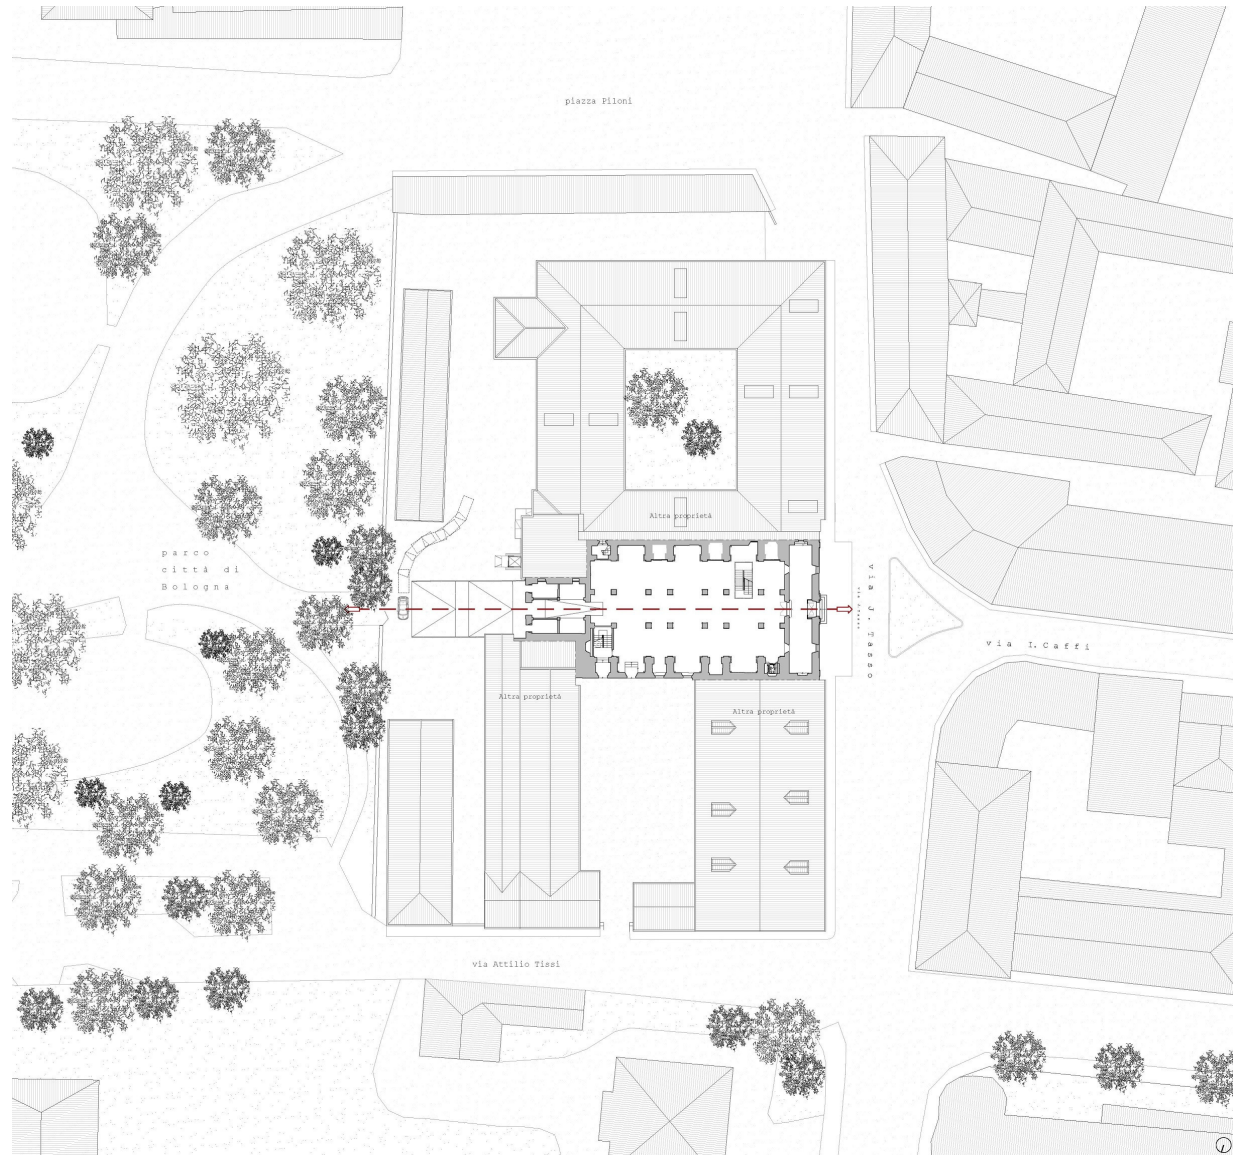 piazza Piloni
Altra proprietà
parco
città di
Bologna
via J. Tasso
via I. Caffi
Altra proprietà
Altra proprietà
via Attilio Tissi